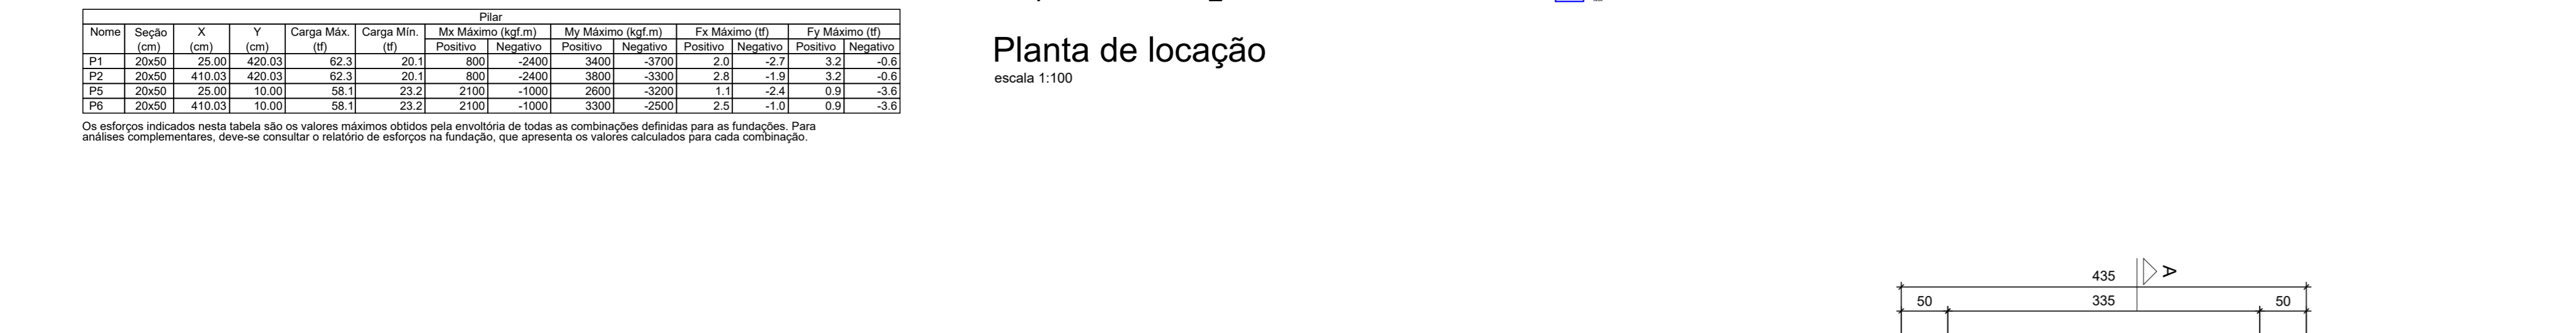 Pilar
Nome Seção X Y Carga Máx. Carga Mín. Mx Máximo (kgf.m) My Máximo (kgf.m) Fx Máximo (tf) Fy Máximo (tf)
(cm) (cm) (cm) (tf) (tf) Positivo Negativo Positivo Negativo Positivo Negativo Positivo Negativo
P1 20x50 25.00 420.03 62.3 20.1 800 -2400 3400 -3700 2.0 -2.7 3.2 -0.6
P2 20x50 410.03 420.03 62.3 20.1 800 -2400 3800 -3300 2.8 -1.9 3.2 -0.6
P5 20x50 25.00 10.00 58.1 23.2 2100 -1000 2600 -3200 1.1 -2.4 0.9 -3.6
P6 20x50 410.03 10.00 58.1 23.2 2100 -1000 3300 -2500 2.5 -1.0 0.9 -3.6
Os esforços indicados nesta tabela são os valores máximos obtidos pela envoltória de todas as combinações definidas para as fundações. Para
análises complementares, deve-se consultar o relatório de esforços na fundação, que apresenta os valores calculados para cada combinação.
Planta de locação
escala 1:100
435 A
50 335 50